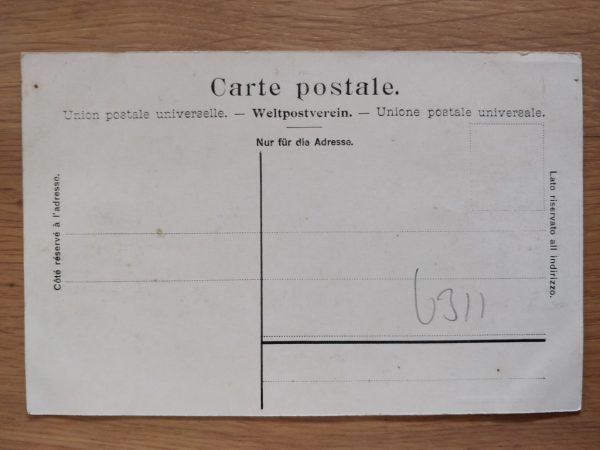 Carte postale.
Union postale universelle. — Weltpostverein. — Unione postale universale.
Nur für die Adresse.
Côté réservé à l'adresse.
Lato riservato all indirizzo.
6311